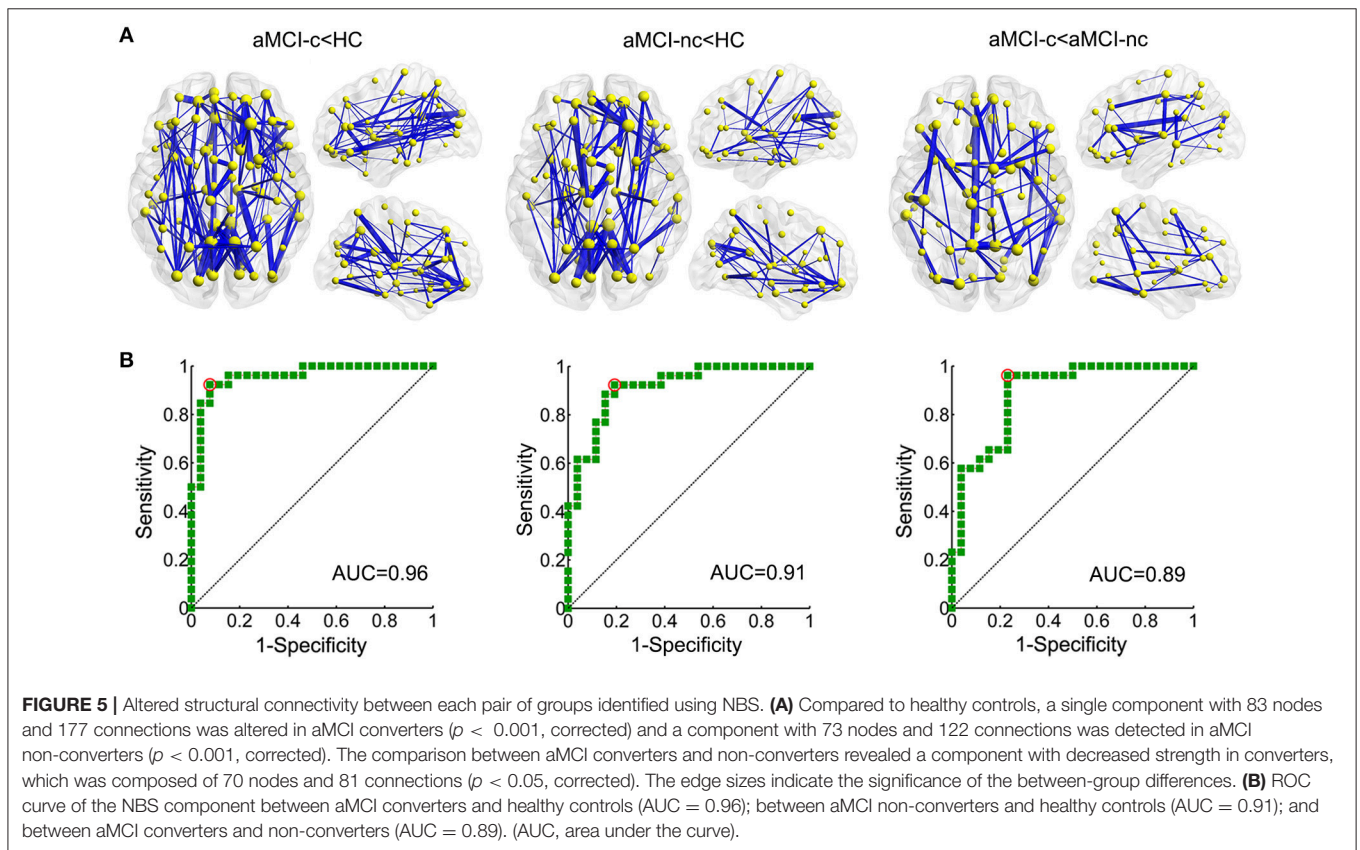 A
aMCI-c<HC
aMCI-nc<HC
aMCI-c<aMCI-nc
B
1
0.8
0.6
0.4
0.2
0
Sensitivity
AUC=0.96
0 0.2 0.4 0.6 0.8 1
1-Specificity
1
0.8
0.6
0.4
0.2
0
Sensitivity
AUC=0.91
0 0.2 0.4 0.6 0.8 1
1-Specificity
1
0.8
0.6
0.4
0.2
0
Sensitivity
AUC=0.89
0 0.2 0.4 0.6 0.8 1
1-Specificity
FIGURE 5 | Altered structural connectivity between each pair of groups identified using NBS. (A) Compared to healthy controls, a single component with 83 nodes
and 177 connections was altered in aMCI converters (p < 0.001, corrected) and a component with 73 nodes and 122 connections was detected in aMCI
non-converters (p < 0.001, corrected). The comparison between aMCI converters and non-converters revealed a component with decreased strength in converters,
which was composed of 70 nodes and 81 connections (p < 0.05, corrected). The edge sizes indicate the significance of the between-group differences. (B) ROC
curve of the NBS component between aMCI converters and healthy controls (AUC = 0.96); between aMCI non-converters and healthy controls (AUC = 0.91); and
between aMCI converters and non-converters (AUC = 0.89). (AUC, area under the curve).